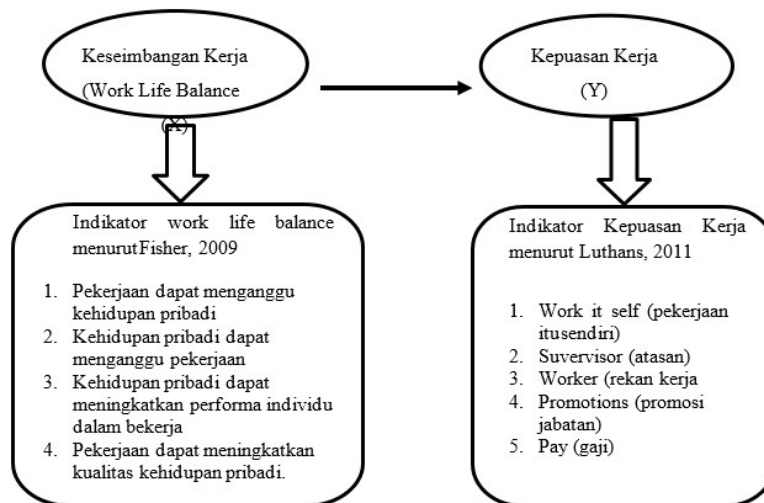 Keseimbangan Kerja
(Work Life Balance
(X)
Kepuasan Kerja
(Y)
Indikator work life balance
menurutFisher, 2009
1. Pekerjaan dapat menganggu
kehidupan pribadi
2. Kehidupan pribadi dapat
menganggu pekerjaan
3. Kehidupan pribadi dapat
meningkatkan performa individu
dalam bekerja
4. Pekerjaan dapat meningkatkan
kualitas kehidupan pribadi.
Indikator Kepuasan Kerja
menurut Luthans, 2011
1. Work it self (pekerjaan
itusendiri)
2. Suvervisor (atasan)
3. Worker (rekan kerja
4. Promotions (promosi
jabatan)
5. Pay (gaji)